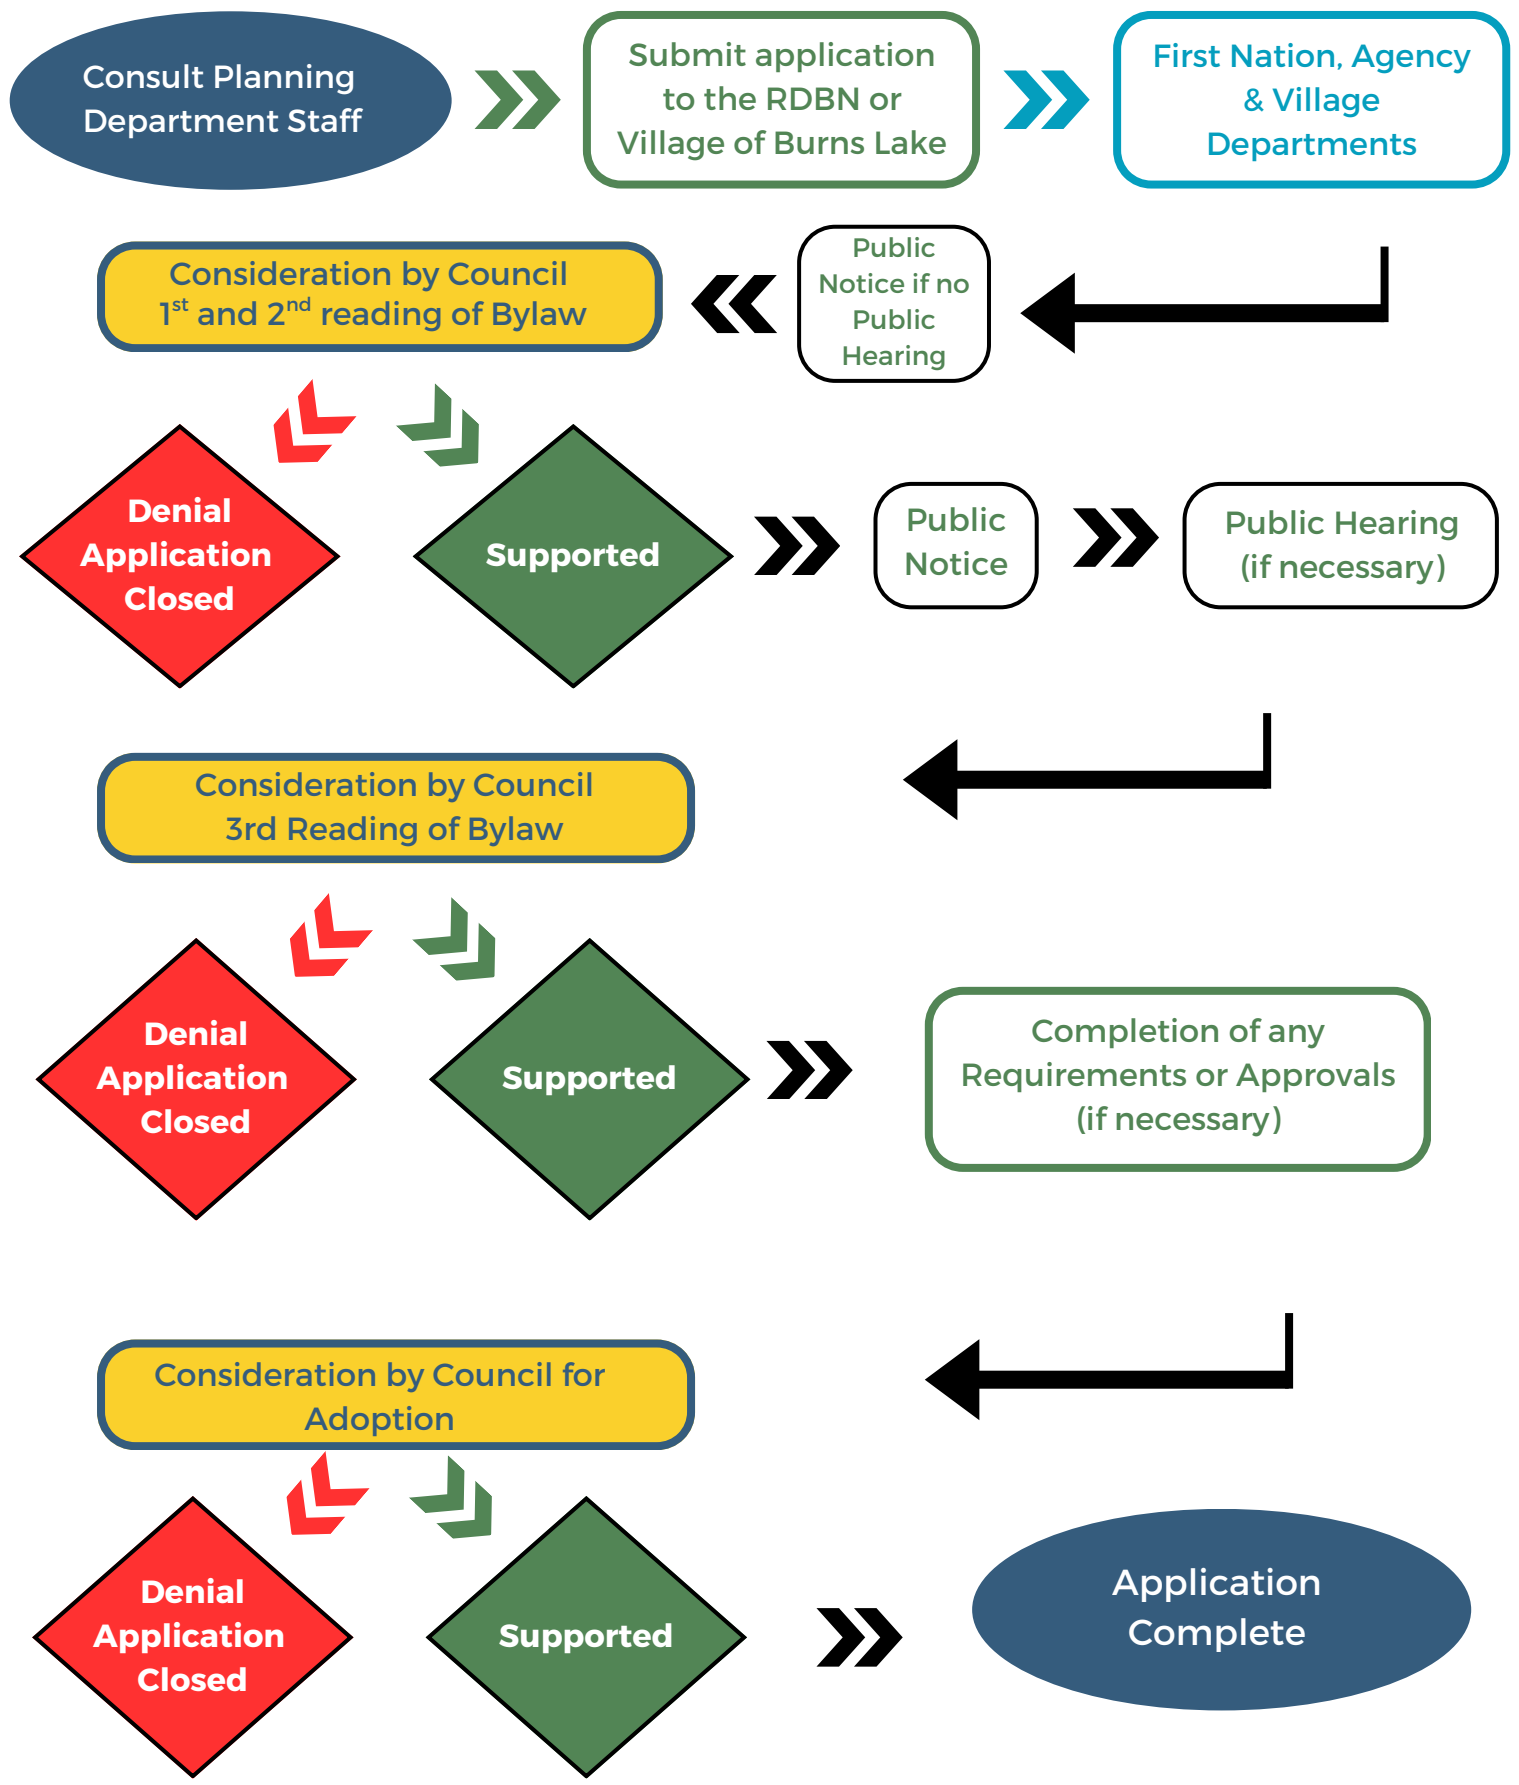 Consult Planning
Department Staff
Submit application
to the RDBN or
Village of Burns Lake
First Nation, Agency
& Village
Departments
Public
Notice if no
Public
Hearing
Consideration by Council
1st and 2nd reading of Bylaw
Denial
Application
Closed
Supported
Public
Notice
Public Hearing
(if necessary)
Consideration by Council
3rd Reading of Bylaw
Denial
Application
Closed
Supported
Completion of any
Requirements or Approvals
(if necessary)
Consideration by Council for
Adoption
Denial
Application
Closed
Supported
Application
Complete